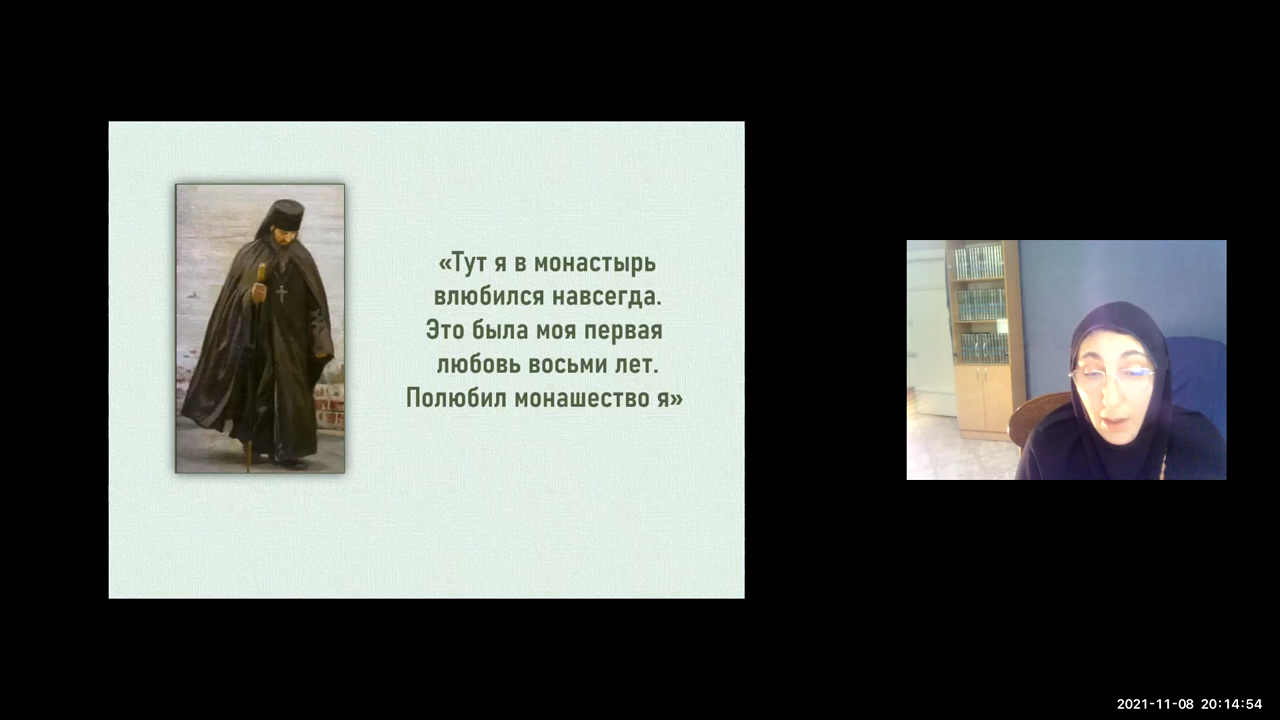 «Тут я в монастырь
влюбился навсегда.
Это была моя первая
любовь восьми лет.
Полюбил монашество я»
2021-11-08 20:14:54